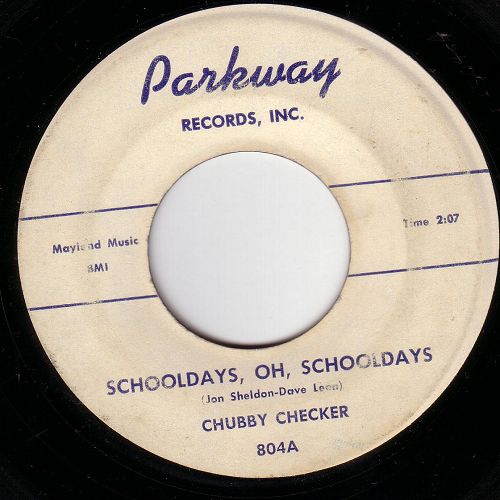 Parkway
RECORDS, INC.
Time 2:07
Mayland Music
BMI
SCHOOLDAYS, OH, SCHOOLDAYS
(Jon Sheldon-Dave Leon)
CHUBBY CHECKER
804A